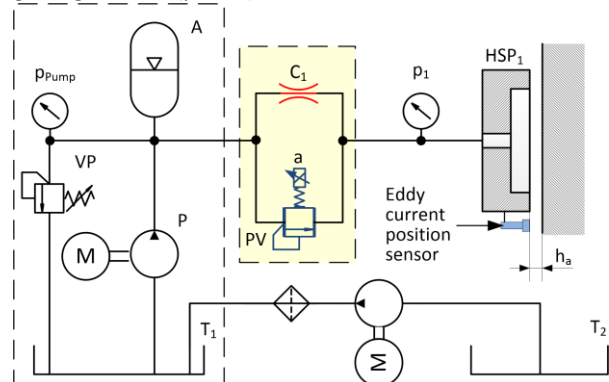 A
HSP1
pPump
C1
p1
a
VP
P
M
PV
Eddy
current
position
sensor
ha
T1
T2
M